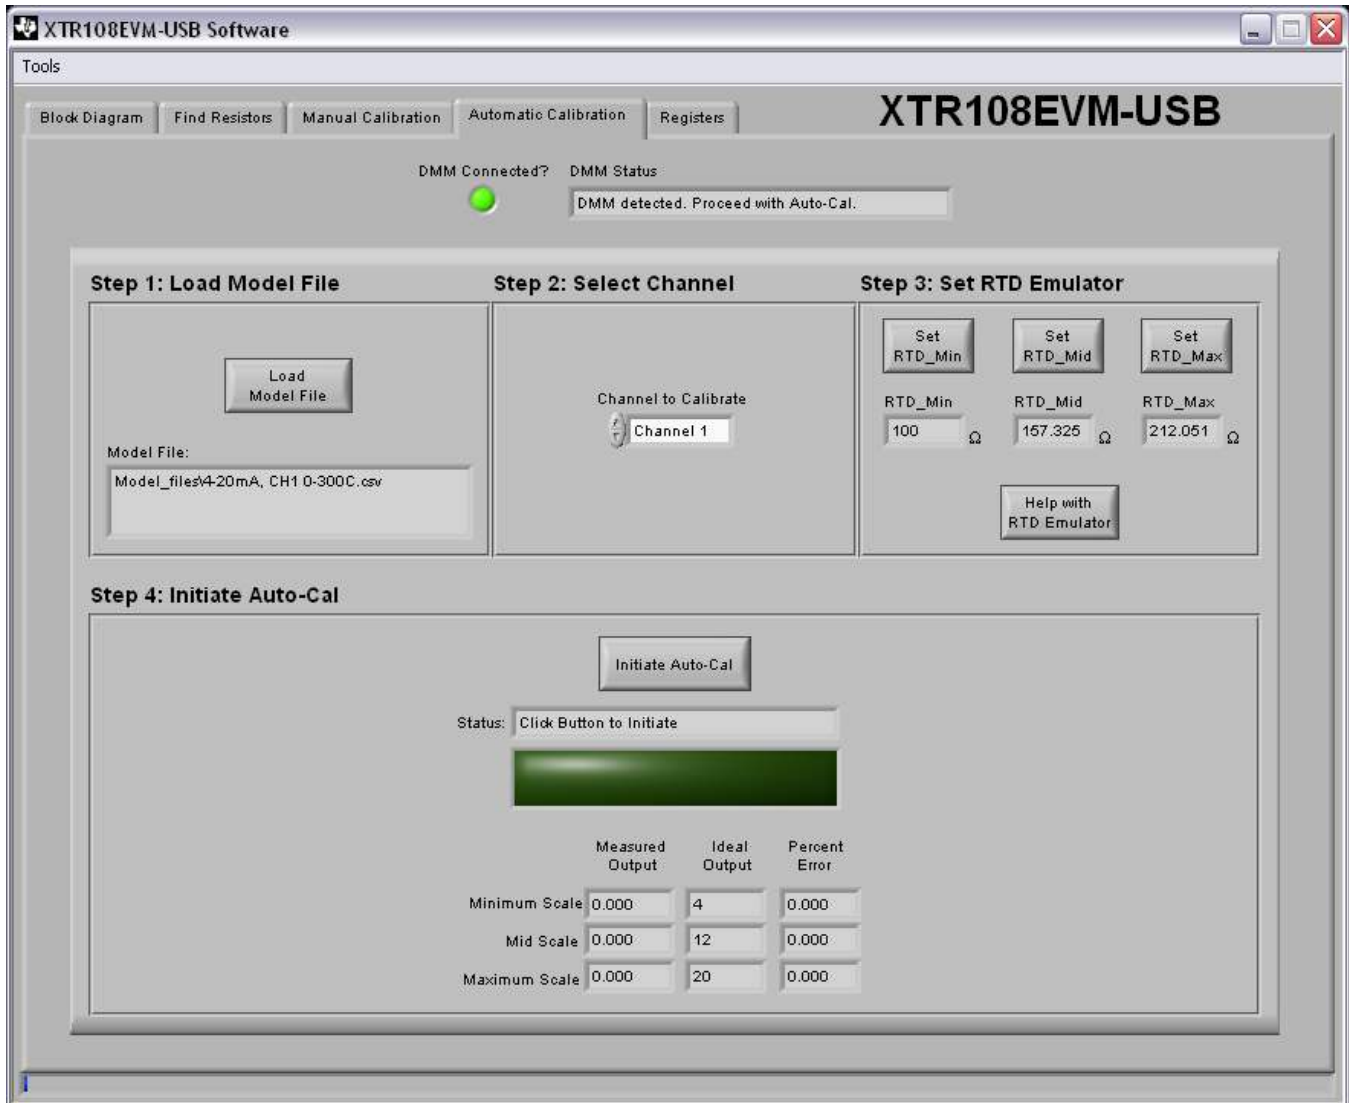 XTR108EVM-USB Software
Tools
Block Diagram
Find Resistors
Manual Calibration
Automatic Calibration
Registers
XTR108EVM-USB
DMM Connected?
DMM Status
DMM detected. Proceed with Auto-Cal.
Step 1: Load Model File
Load
Model File
Model File:
Model_files\4-20mA, CH1 0-300C.csv
Step 2: Select Channel
Channel to Calibrate
Channel 1
Step 3: Set RTD Emulator
Set
RTD_Min
Set
RTD_Mid
Set
RTD_Max
RTD_Min
RTD_Mid
RTD_Max
100 Ω
157.325 Ω
212.051 Ω
Help with
RTD Emulator
Step 4: Initiate Auto-Cal
Initiate Auto-Cal
Status: Click Button to Initiate
Measured
Output
Ideal
Output
Percent
Error
Minimum Scale 0.000 4 0.000
Mid Scale 0.000 12 0.000
Maximum Scale 0.000 20 0.000